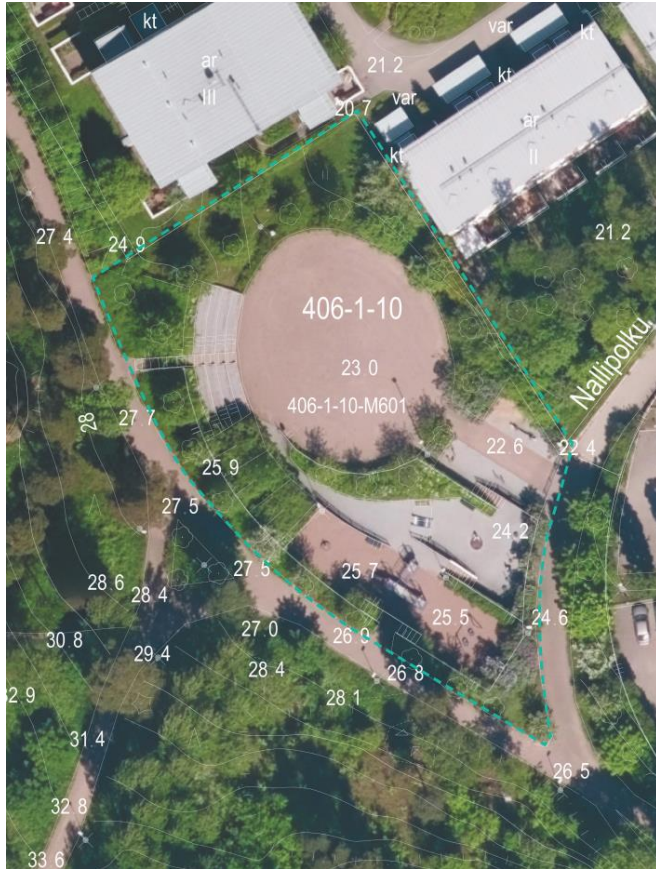 kt
var
kt
ar
III
21.2
20.7
var
kt
ar
II
kt
27.4
24.9
21.2
406-1-10
23 0
406-1-10-M601
Nallipolku
28
27.7
25.9
22.6
22.4
27.5
24.2
28.6
28.4
27.5
25.7
25.5
24.6
30.8
27.0
26.9
29.4
28.4
26.8
28.1
32.9
31.4
26.5
32.8
33.6